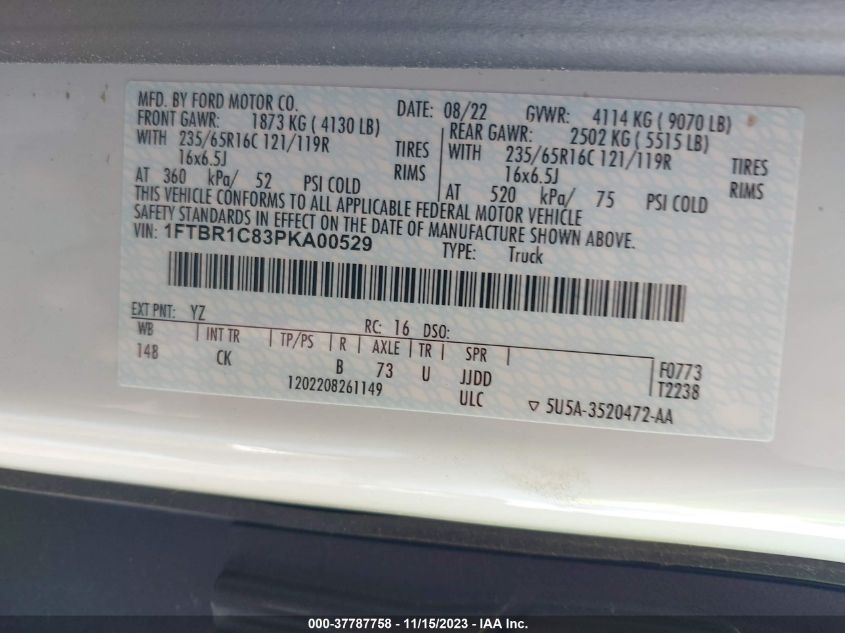 MFD. BY FORD MOTOR CO. DATE: 08/22 GVWR: 4114 KG ( 9070 LB)
FRONT GAWR: 1873 KG ( 4130 LB) REAR GAWR: 2502 KG ( 5515 LB)
WITH 235/65R16C 121/119R TIRES WITH 235/65R16C 121/119R TIRES
16x6.5J RIMS 16x6.5J RIMS
AT 360 kPa/ 52 PSI COLD AT 520 kPa/ 75 PSI COLD
THIS VEHICLE CONFORMS TO ALL APPLICABLE FEDERAL MOTOR VEHICLE
SAFETY STANDARDS IN EFFECT ON THE DATE OF MANUFACTURE SHOWN ABOVE.
VIN: 1FTBR1C83PKA00529 TYPE: Truck
EXT PNT: YZ RC: 16 DSO:
WB INT TR TP/PS R AXLE TR SPR
148 CK B 73 U JJDD F0773
1202208261149 ULC T2238
▽ 5U5A-3520472-AA
000-37787758 - 11/15/2023 - IAA Inc.